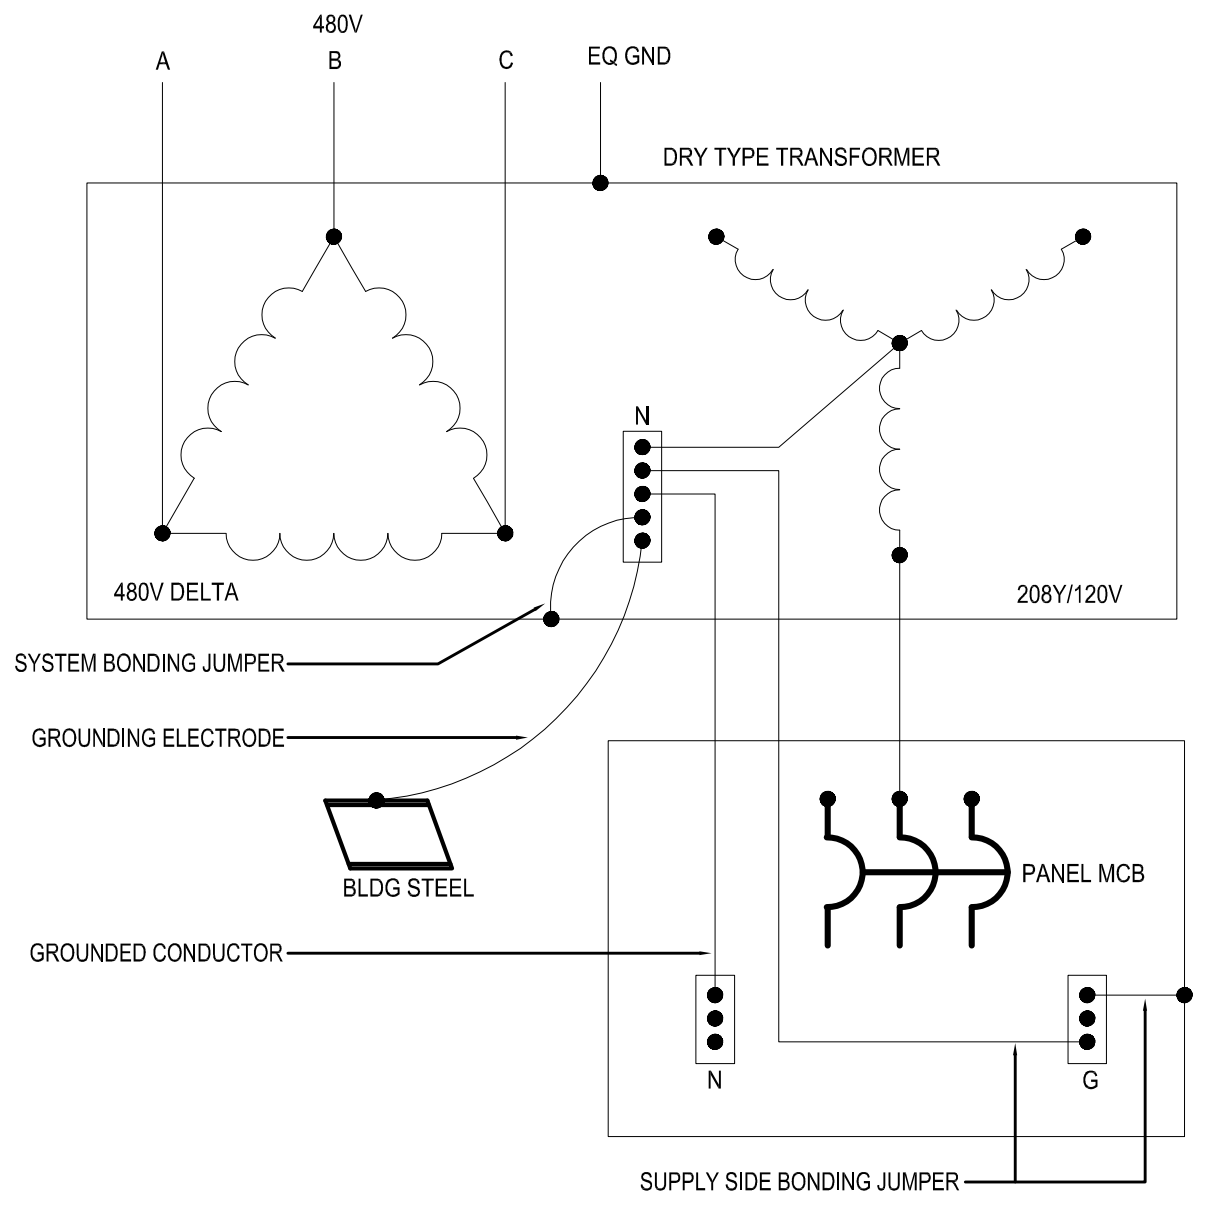 480V
A
B
C
EQ GND
DRY TYPE TRANSFORMER
N
480V DELTA
208Y/120V
SYSTEM BONDING JUMPER
GROUNDING ELECTRODE
BLDG STEEL
PANEL MCB
GROUNDED CONDUCTOR
N
G
SUPPLY SIDE BONDING JUMPER